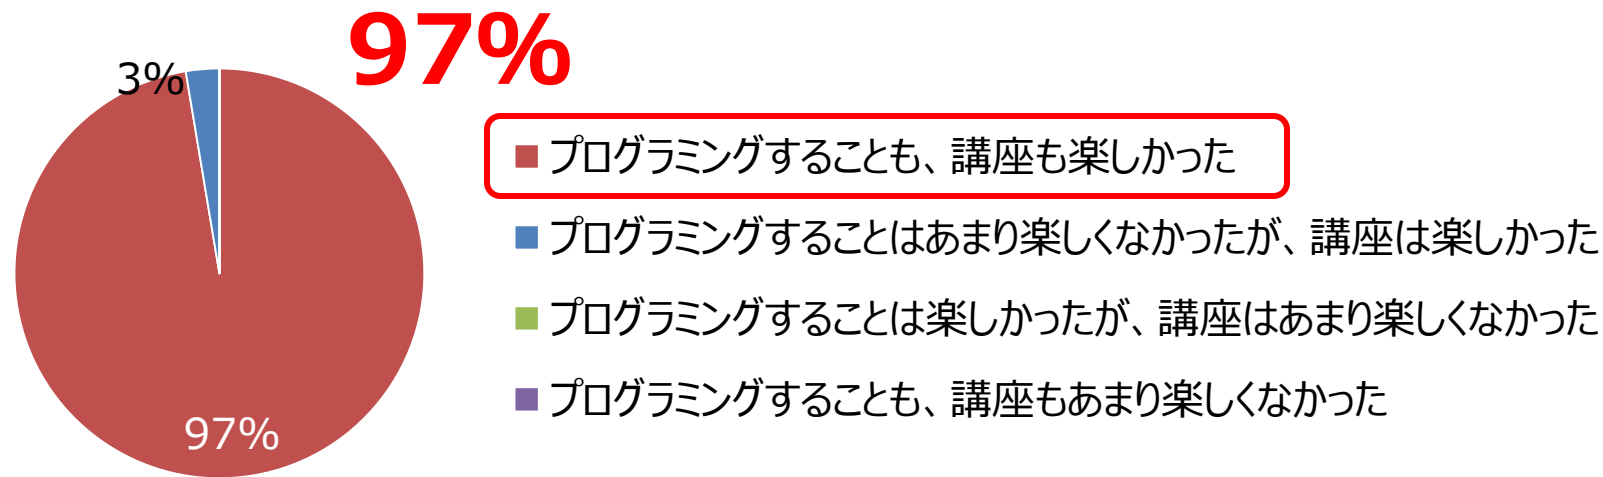 97%
3%
97%
プログラミングすることも、講座も楽しかった
プログラミングすることはあまり楽しくなかったが、講座は楽しかった
プログラミングすることは楽しかったが、講座はあまり楽しくなかった
プログラミングすることも、講座もあまり楽しくなかった